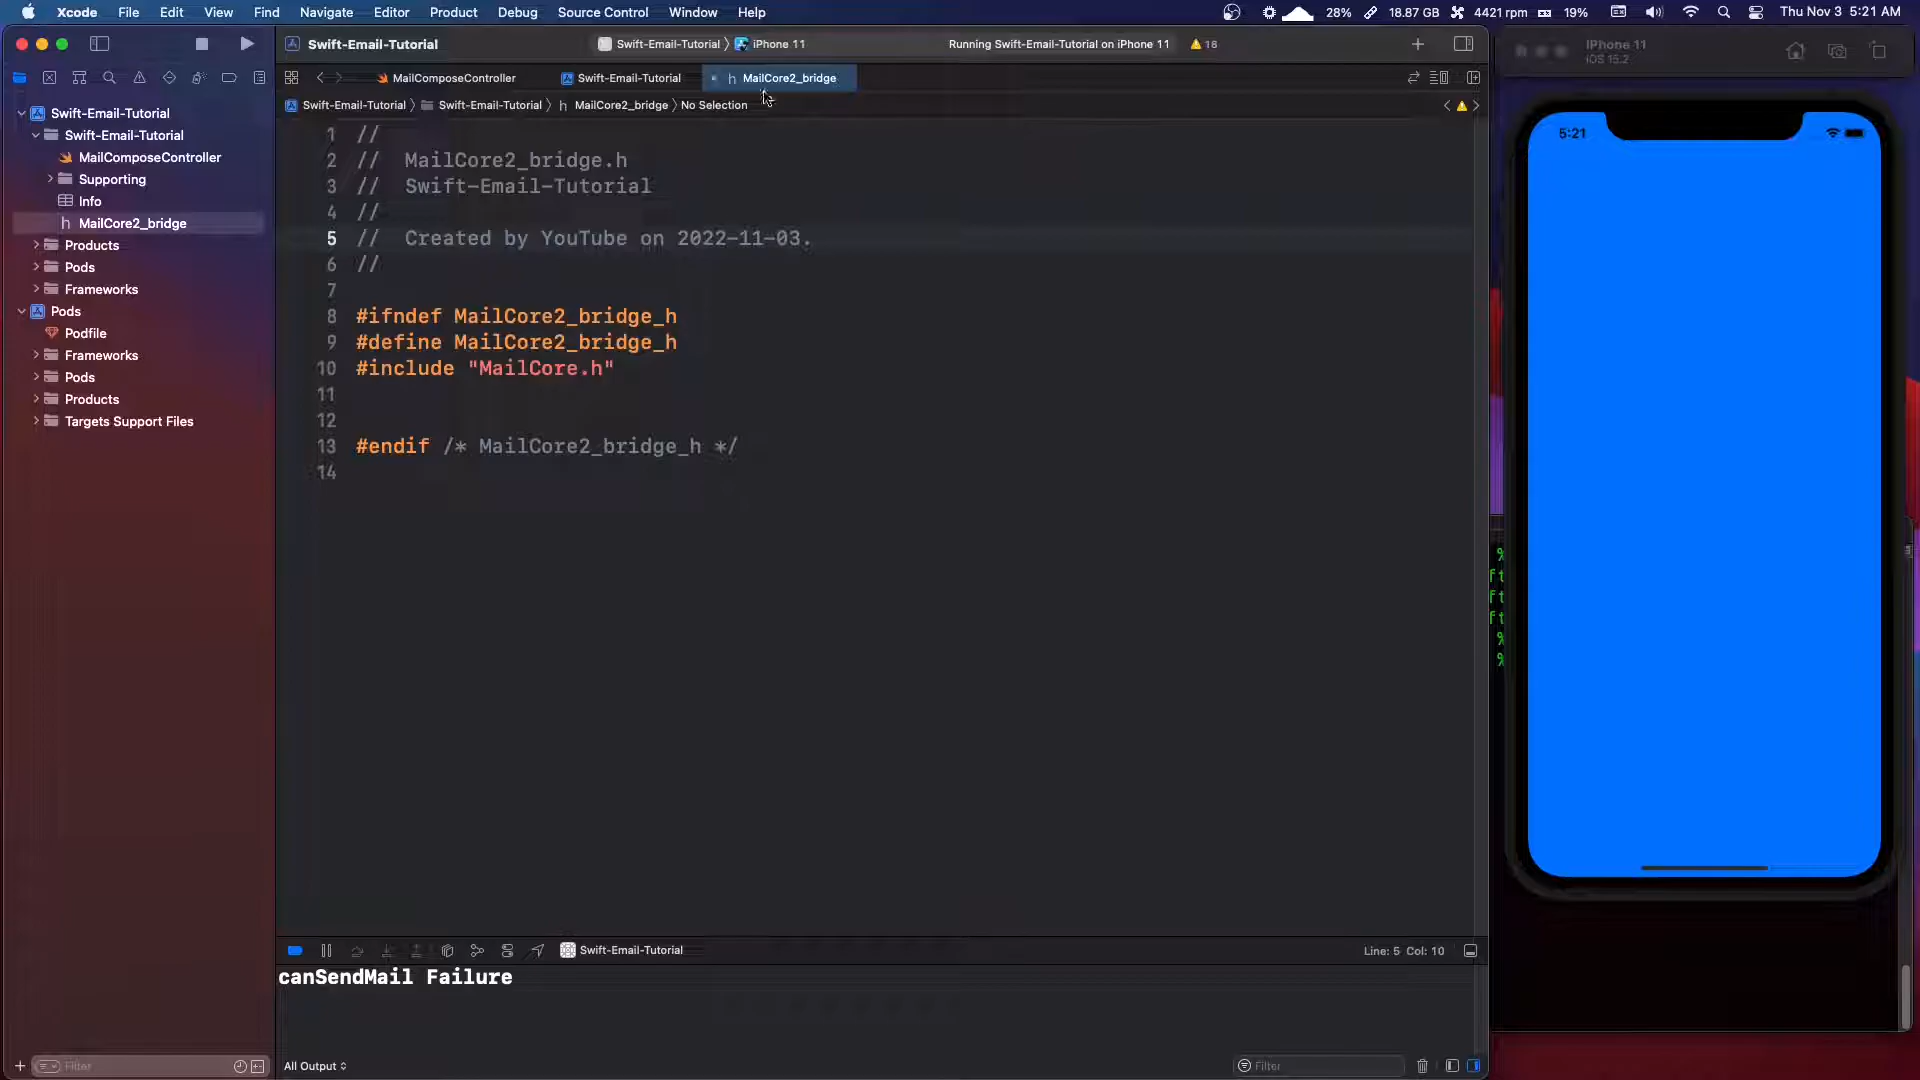 Xcode File Edit View Find Navigate Editor Product Debug Source Control Window Help 28% 18.87 GB 4421 rpm 19% Thu Nov 3 5:21 AM
Swift-Email-Tutorial Swift-Email-Tutorial iPhone 11 Running Swift-Email-Tutorial on iPhone 11 16
MailComposeController Swift-Email-Tutorial h MailCore2_bridge
Swift-Email-Tutorial Swift-Email-Tutorial h MailCore2_bridge No Selection
Swift-Email-Tutorial
Swift-Email-Tutorial
MailComposeController
Supporting
Info
h MailCore2_bridge
Products
Pods
Frameworks
Pods
Podfile
Frameworks
Pods
Products
Targets Support Files
Filter
1 //
2 // MailCore2_bridge.h
3 // Swift-Email-Tutorial
4 //
5 // Created by YouTube on 2022-11-03.
6 //
7
8 #ifndef MailCore2_bridge_h
9 #define MailCore2_bridge_h
10 #include "MailCore.h"
11
12
13 #endif /* MailCore2_bridge_h */
14
Swift-Email-Tutorial Line: 5 Col: 10
canSendMail Failure
All Output Filter
iPhone 11
iOS 15.2
5:21
%
ft
ft
ft
%
%